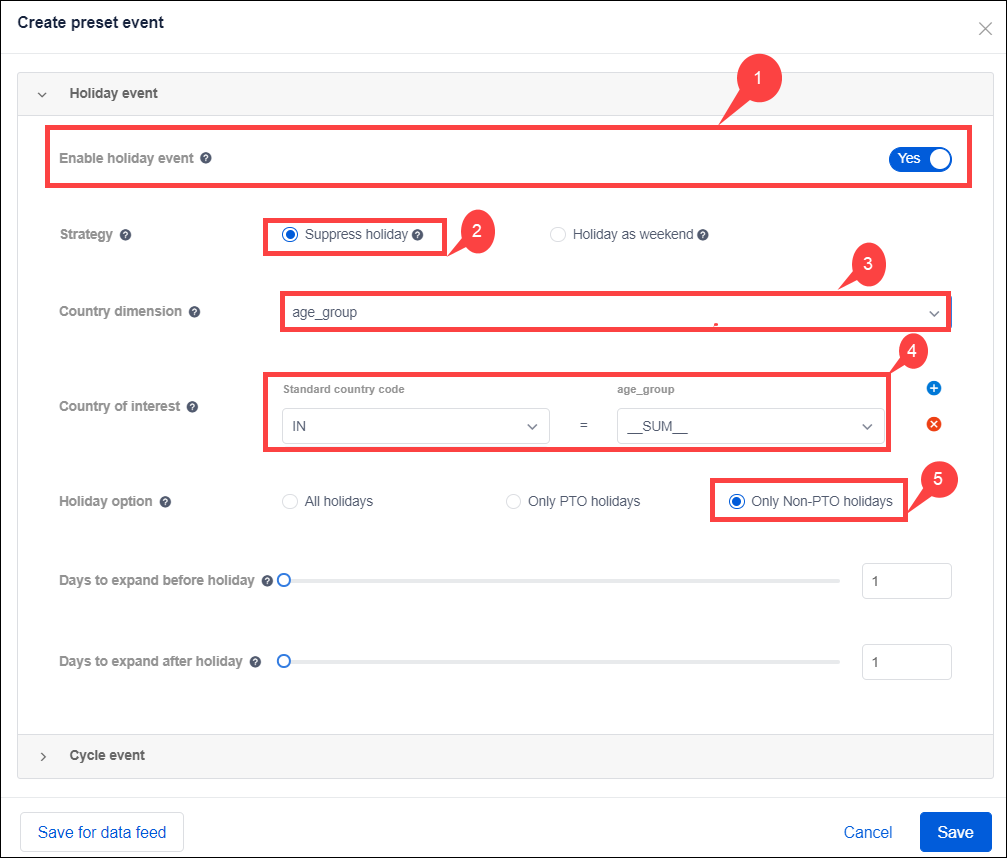 Create preset event
Holiday event
1
Enable holiday event
Yes
Strategy
Suppress holiday
2
Holiday as weekend
3
Country dimension
age_group
4
Standard country code
age_group
Country of interest
IN
=
__SUM__
5
Holiday option
All holidays
Only PTO holidays
Only Non-PTO holidays
Days to expand before holiday
1
Days to expand after holiday
1
Cycle event
Save for data feed
Cancel
Save